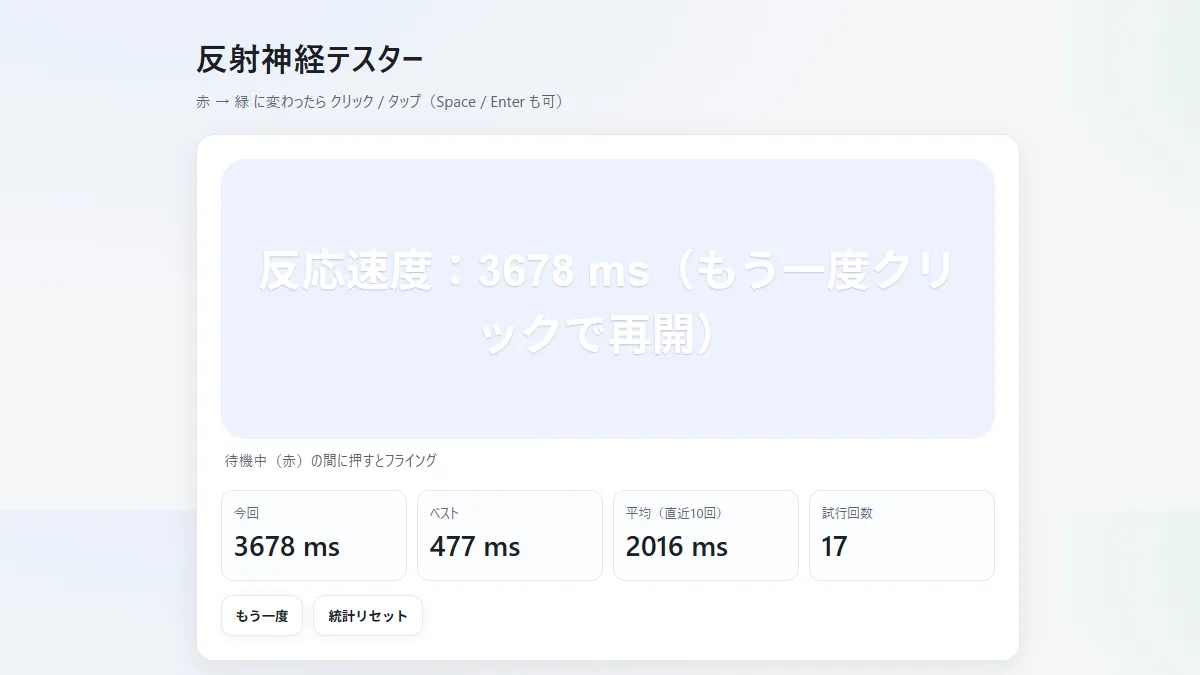 反射神経テスター
赤 → 緑 に変わったら クリック / タップ（Space / Enter も可）
反応速度：3678 ms（もう一度クリ
ックで再開）
待機中（赤）の間に押すとフライング
今回
3678 ms
ベスト
477 ms
平均（直近10回）
2016 ms
試行回数
17
もう一度
統計リセット